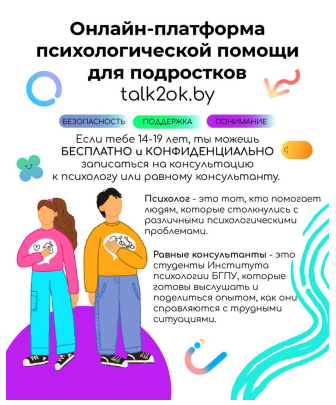 Онлайн-платформа
психологической помощи
для подростков
talk2ok.by
БЕЗОПАСНОСТЬ ПОДДЕРЖКА ПОНИМАНИЕ
Если тебе 14-19 лет, ты можешь
БЕСПЛАТНО и КОНФИДЕНЦИАЛЬНО
записаться на консультацию
к психологу или равному консультанту.
Психолог - это тот, кто помогает
людям, которые столкнулись с
различными психологическими
проблемами.
Равные консультанты - это
студенты Института
психологии БГПУ, которые
готовы выслушать и
поделиться опытом, как они
справляются с трудными
ситуациями.